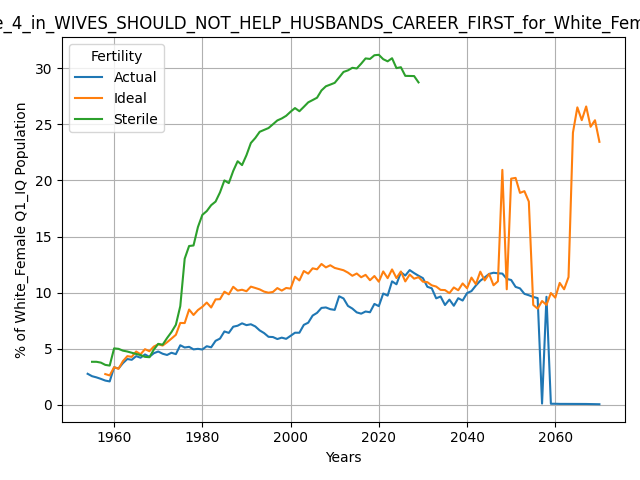 e_4_in_WIVES_SHOULD_NOT_HELP_HUSBANDS_CAREER_FIRST_for_White_Fem
Fertility
Actual
Ideal
Sterile
% of White_Female Q1_IQ Population
30
25
20
15
10
5
0
1960 1980 2000 2020 2040 2060
Years